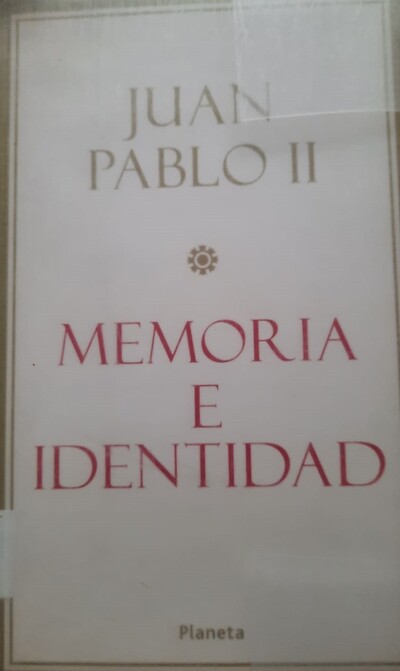 JUAN
PABLO II
MEMORIA
E
IDENTIDAD
Planeta